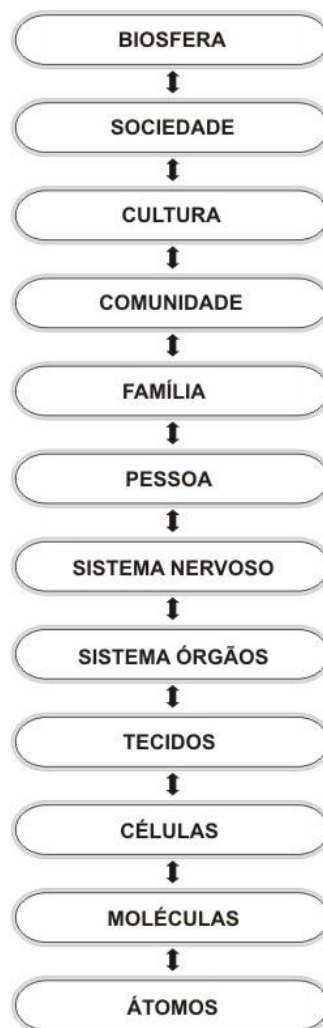 BIOSFERA
SOCIEDADE
CULTURA
COMUNIDADE
FAMÍLIA
PESSOA
SISTEMA NERVOSO
SISTEMA ÓRGÃOS
TECIDOS
CÉLULAS
MOLÉCULAS
ÁTOMOS